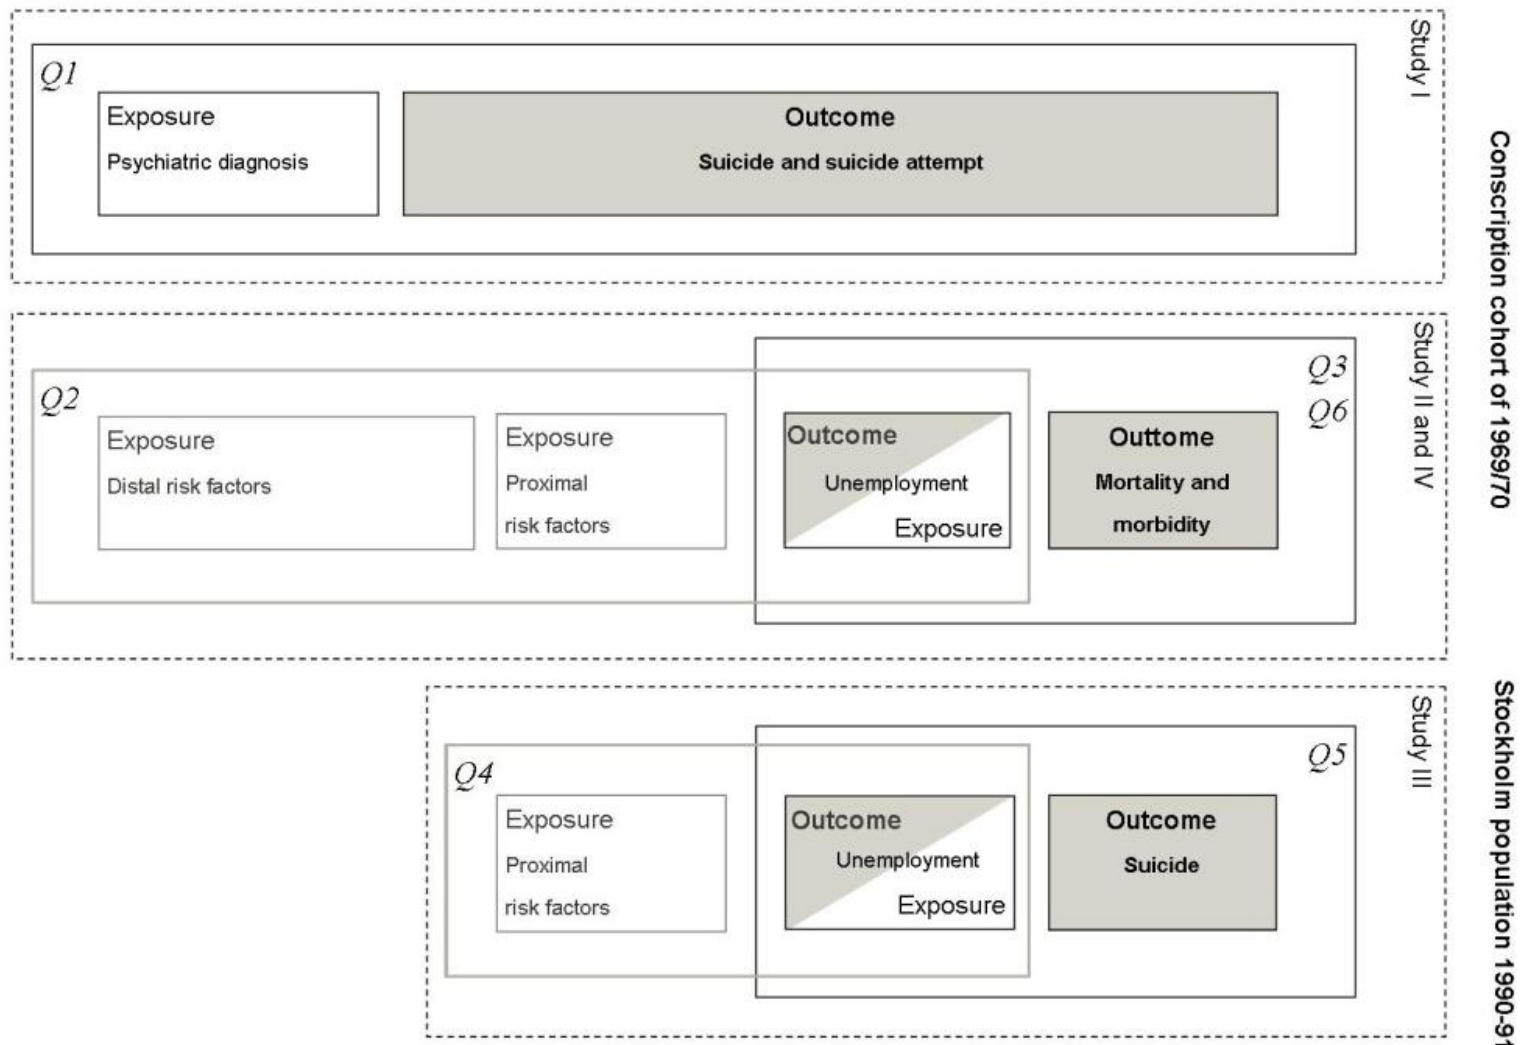 Study I
Q1
Exposure
Psychiatric diagnosis
Outcome
Suicide and suicide attempt
Conscription cohort of 1969/70
Study II and IV
Q2
Exposure
Distal risk factors
Exposure
Proximal
risk factors
Outcome
Unemployment
Exposure
Q3
Q6
Outtome
Mortality and
morbidity
Stockholm population 1990-91
Study III
Q4
Exposure
Proximal
risk factors
Outcome
Unemployment
Exposure
Q5
Outcome
Suicide